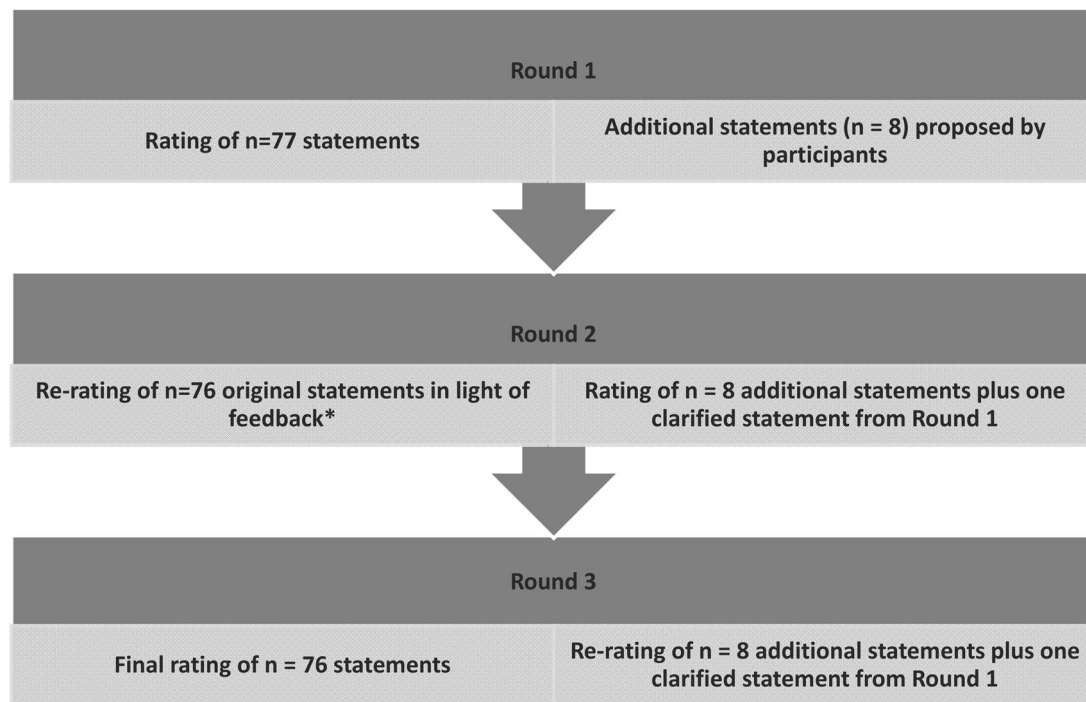 Round 1
Rating of n=77 statements
Additional statements (n = 8) proposed by
participants
Round 2
Re-rating of n=76 original statements in light of
feedback*
Rating of n = 8 additional statements plus one
clarified statement from Round 1
Round 3
Final rating of n = 76 statements
Re-rating of n = 8 additional statements plus one
clarified statement from Round 1